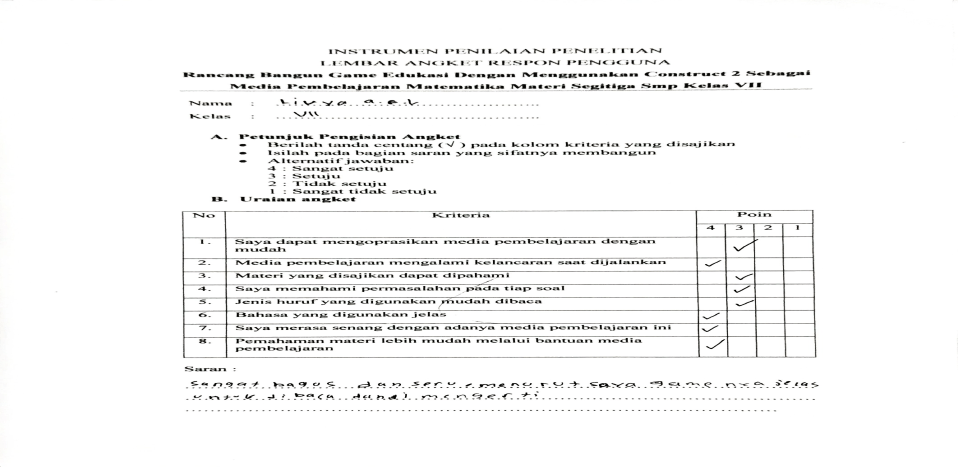 INSTRUMEN PENILAIAN PENELITIAN
LEMBAR ANGKET RESPON PENGGUNA
Rancang Bangun Game Edukasi Dengan Menggunakan Construct 2 Sebagai
Media Pembelajaran Matematika Materi Segitiga Smp Kelas VII
Nama :
Kelas : VII
A. Petunjuk Pengisian Angket
• Berilah tanda centang (√ ) pada kolom kriteria yang disajikan
• Isilah pada bagian saran yang sifatnya membangun
• Alternatif jawaban:
4 : Sangat setuju
3 : Setuju
2 : Tidak setuju
1 : Sangat tidak setuju
B. Uraian angket
No Kriteria Poin
4 3 2 1
1. Saya dapat mengoprasikan media pembelajaran dengan
mudah ✓
2. Media pembelajaran mengalami kelancaran saat dijalankan ✓
3. Materi yang disajikan dapat dipahami ✓
4. Saya memahami permasalahan pada tiap soal ✓
5. Jenis huruf yang digunakan mudah dibaca ✓
6. Bahasa yang digunakan jelas ✓
7. Saya merasa senang dengan adanya media pembelajaran ini ✓
8. Pemahaman materi lebih mudah melalui bantuan media
pembelajaran ✓
Saran :
Sangat bagus dan seru, menurut saya game nya jelas
untuk di baca mengerti